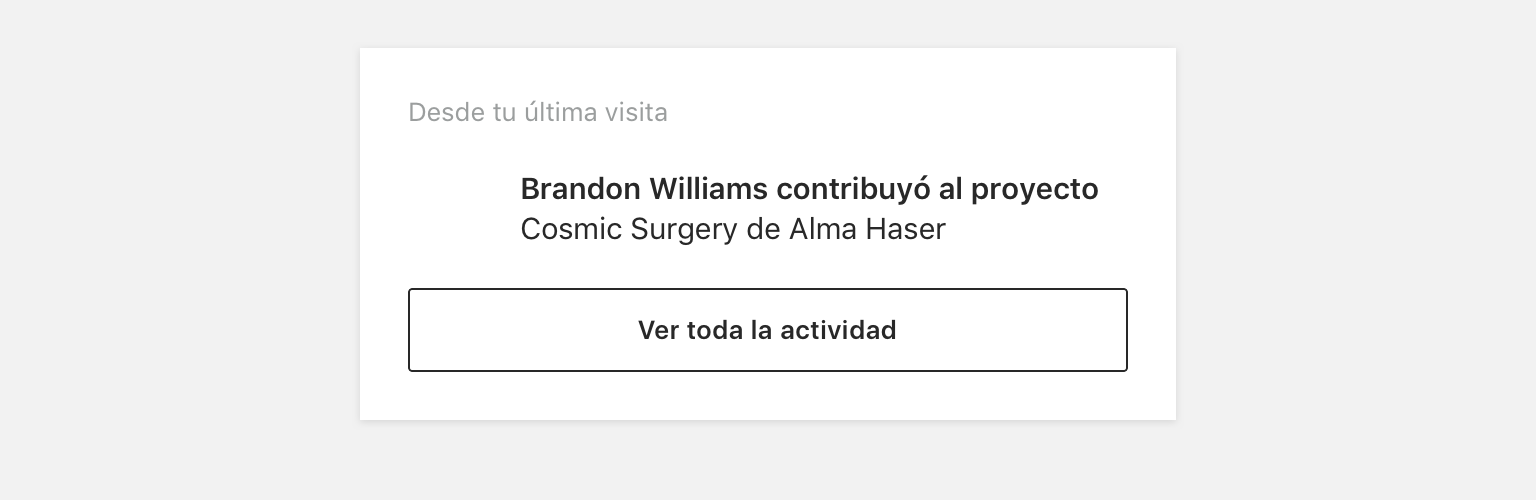 Desde tu última visita
Brandon Williams contribuyó al proyecto
Cosmic Surgery de Alma Haser
Ver toda la actividad